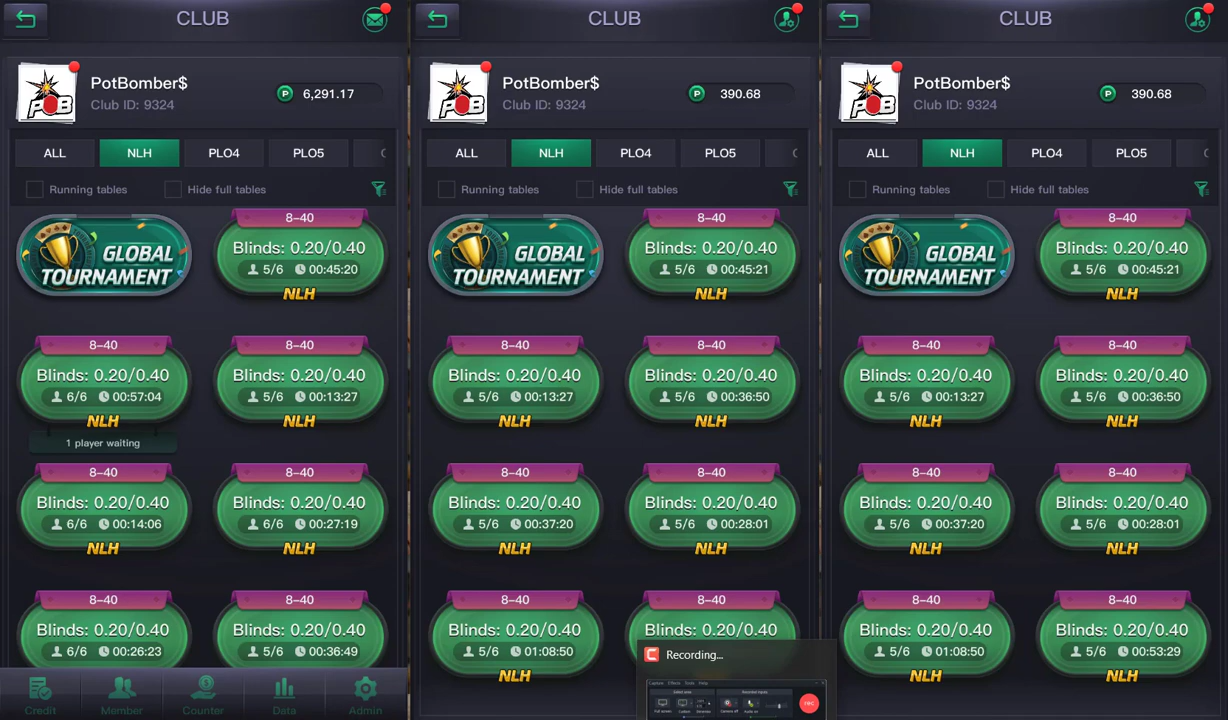 CLUB
PotBomber$
Club ID: 9324
POB
P 6,291.17
ALL NLH PLO4 PLO5
Running tables Hide full tables
GLOBAL TOURNAMENT
8-40
Blinds: 0.20/0.40
5/6 00:45:20
NLH
8-40 8-40
Blinds: 0.20/0.40 Blinds: 0.20/0.40
6/6 00:57:04 5/6 00:13:27
NLH NLH
1 player waiting
8-40 8-40
Blinds: 0.20/0.40 Blinds: 0.20/0.40
6/6 00:14:06 6/6 00:27:19
NLH NLH
8-40 8-40
Blinds: 0.20/0.40 Blinds: 0.20/0.40
6/6 00:26:23 5/6 00:36:49
Credit Member Counter Data Admin
CLUB
PotBomber$
Club ID: 9324
POB
P 390.68
ALL NLH PLO4 PLO5
Running tables Hide full tables
GLOBAL TOURNAMENT
8-40
Blinds: 0.20/0.40
5/6 00:45:21
NLH
8-40 8-40
Blinds: 0.20/0.40 Blinds: 0.20/0.40
5/6 00:13:27 5/6 00:36:50
NLH NLH
8-40 8-40
Blinds: 0.20/0.40 Blinds: 0.20/0.40
5/6 00:37:20 5/6 00:28:01
NLH NLH
8-40 8-40
Blinds: 0.20/0.40 Blinds: 0.20/0.40
5/6 01:08:50
NLH
Recording...
Capture Effects Tools Help
rec
CLUB
PotBomber$
Club ID: 9324
POB
P 390.68
ALL NLH PLO4 PLO5
Running tables Hide full tables
GLOBAL TOURNAMENT
8-40
Blinds: 0.20/0.40
5/6 00:45:21
NLH
8-40 8-40
Blinds: 0.20/0.40 Blinds: 0.20/0.40
5/6 00:13:27 5/6 00:36:50
NLH NLH
8-40 8-40
Blinds: 0.20/0.40 Blinds: 0.20/0.40
5/6 00:37:20 5/6 00:28:01
NLH NLH
8-40 8-40
Blinds: 0.20/0.40 Blinds: 0.20/0.40
5/6 01:08:50 5/6 00:53:29
NLH NLH